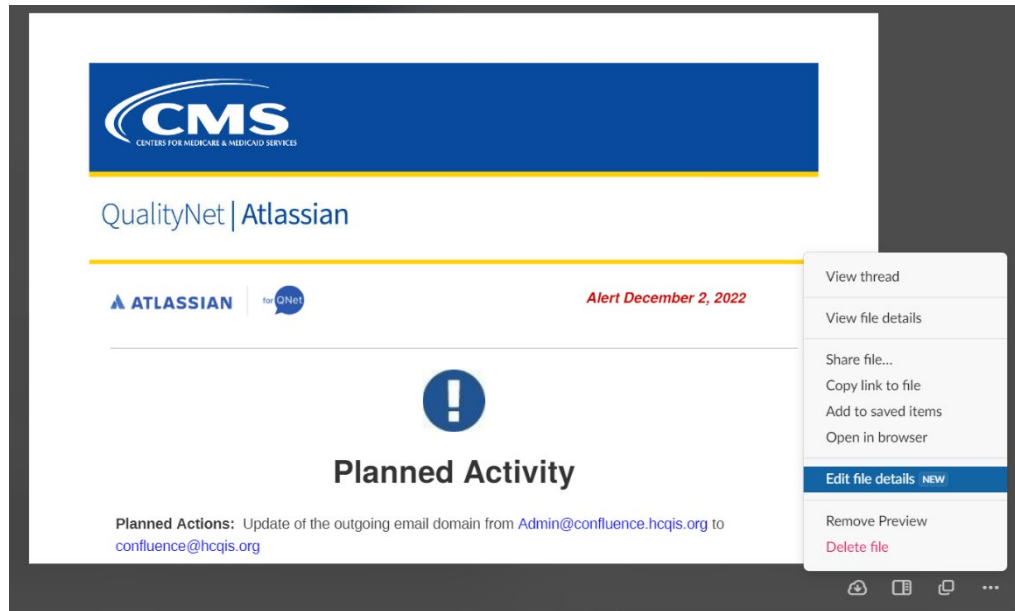 CMS
CENTERS FOR MEDICARE & MEDICAID SERVICES
QualityNet | Atlassian
ATLASSIAN
for QNet
Alert December 2, 2022
Planned Activity
Planned Actions: Update of the outgoing email domain from Admin@confluence.hcqis.org to
confluence@hcqis.org
View thread
View file details
Share file...
Copy link to file
Add to saved items
Open in browser
Edit file details NEW
Remove Preview
Delete file